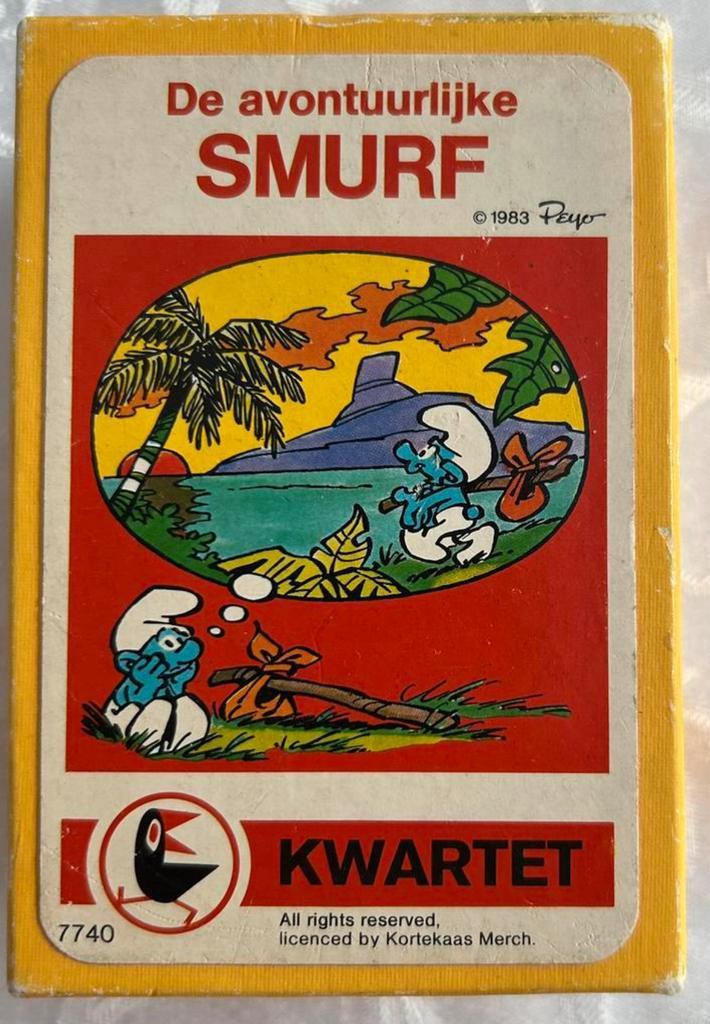 De avontuurlijke
SMURF
© 1983 Peyo
KWARTET
7740
All rights reserved,
licenced by Kortekaas Merch.